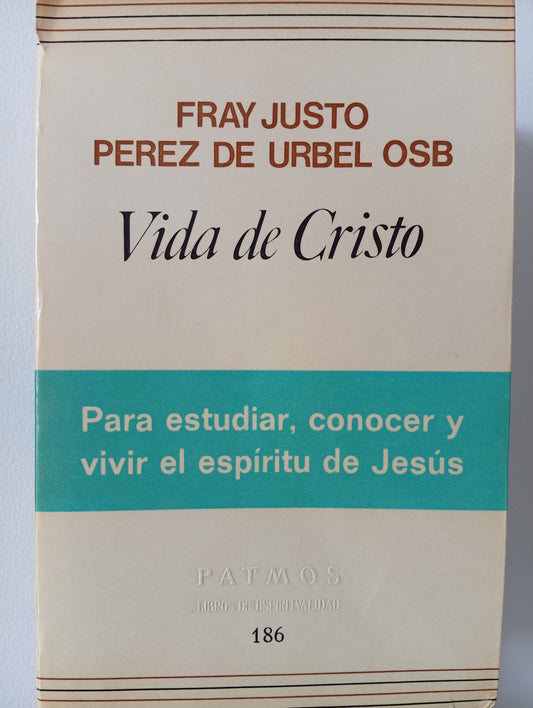 FRAY JUSTO
PEREZ DE URBEL OSB
Vida de Cristo
Para estudiar, conocer y
vivir el espíritu de Jesús
PATMOS
LIBROS DE ESPIRITVALIDAD
186